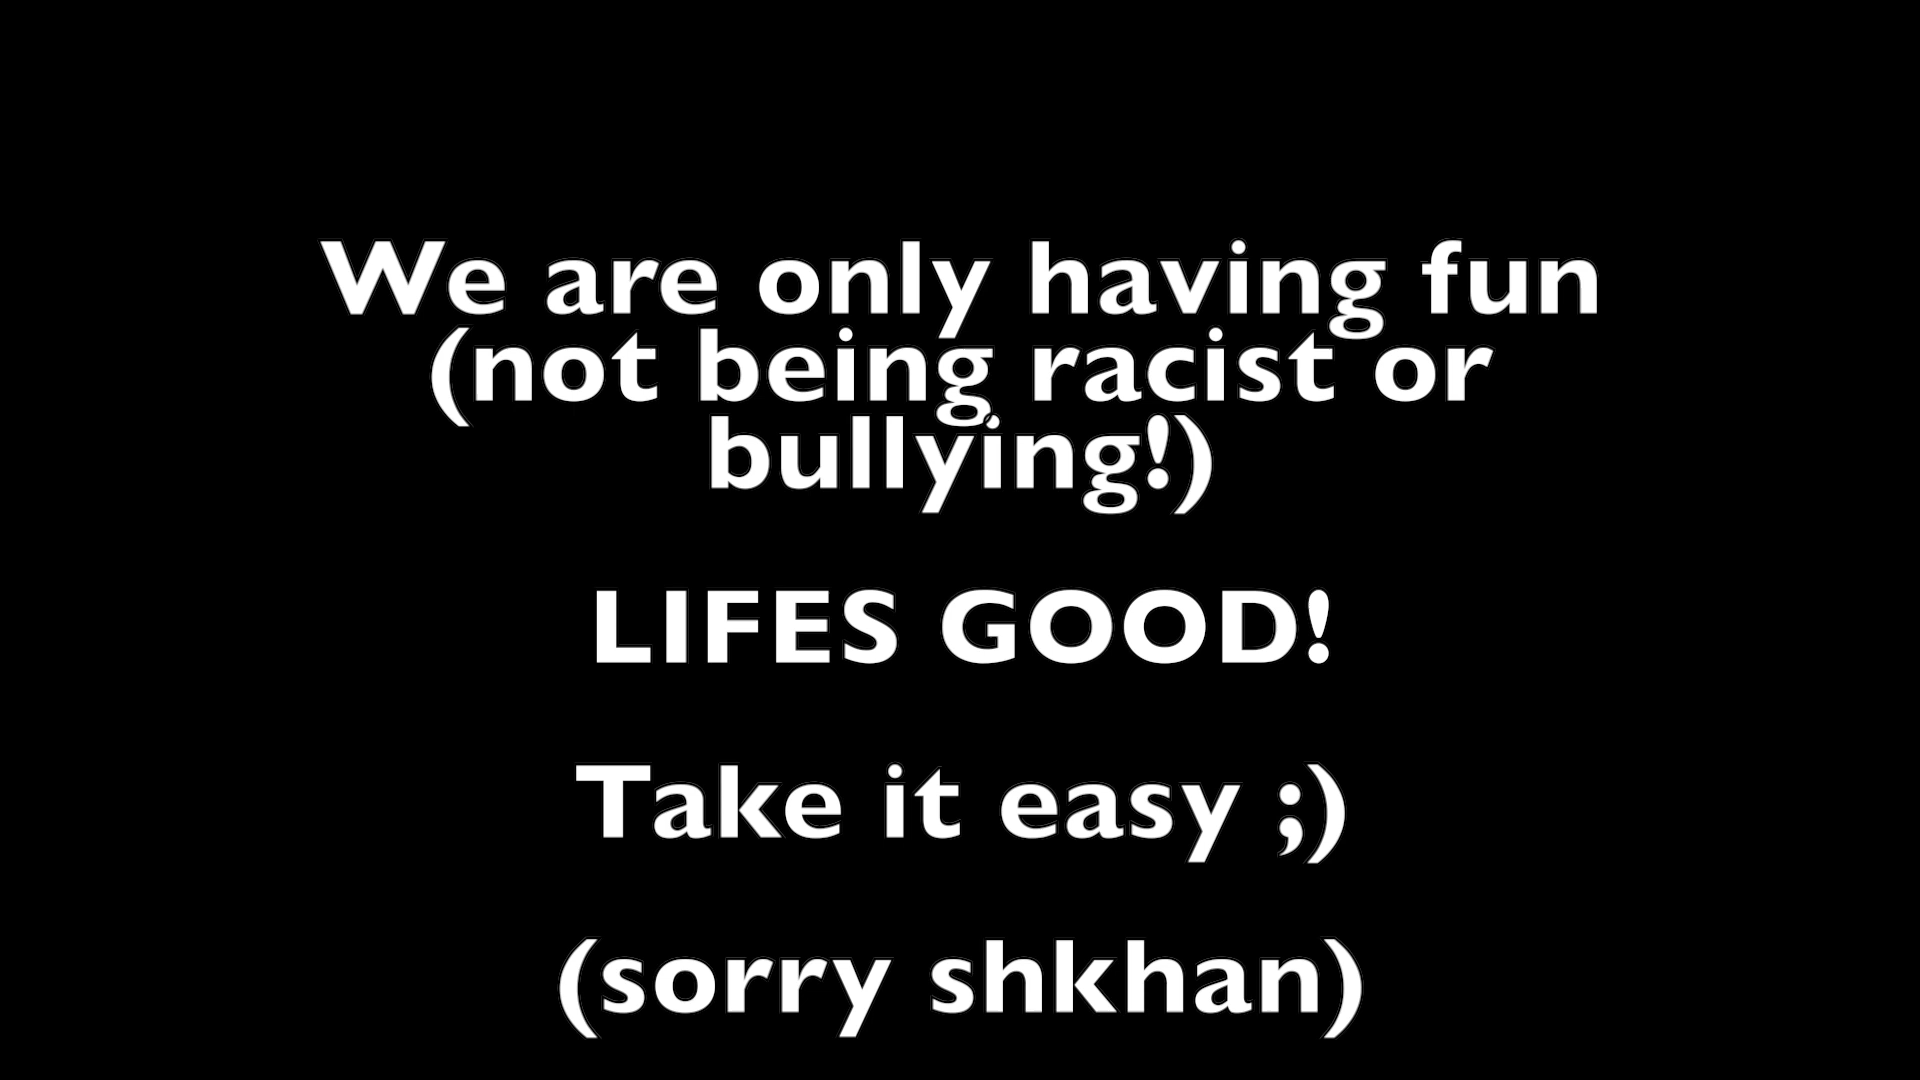 We are only having fun
(not being racist or
bullying!)
LIFES GOOD!
Take it easy ;)
(sorry shkhan)